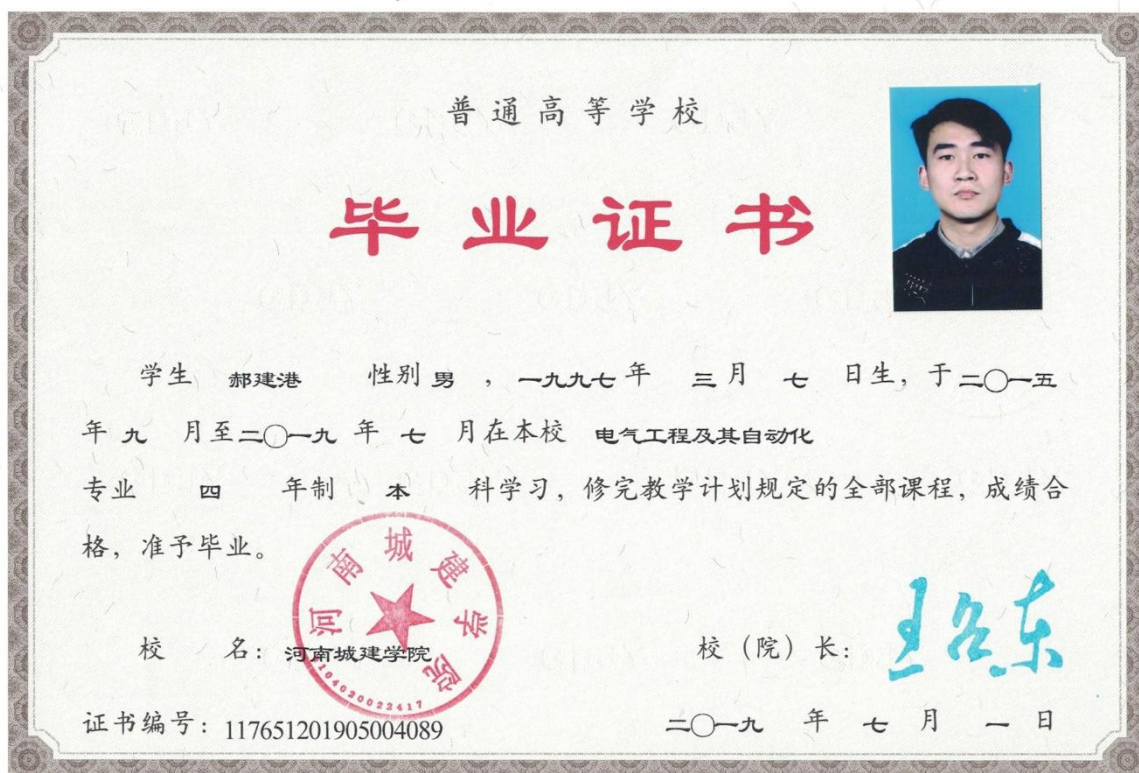 普通高等学校
毕业证书
学生 郝建港 性别 男 , 一九九七 年 三 月 七 日生, 于 二〇一五
年 九 月至 二〇一九 年 七 月在本校 电气工程及其自动化
专业 四 年制 本 科学习, 修完教学计划规定的全部课程, 成绩合
格, 准予毕业。
河南城建学院
校 名: 河南城建学院
校（院）长:
证书编号: 117651201905004089
二〇一九 年 七 月 一 日